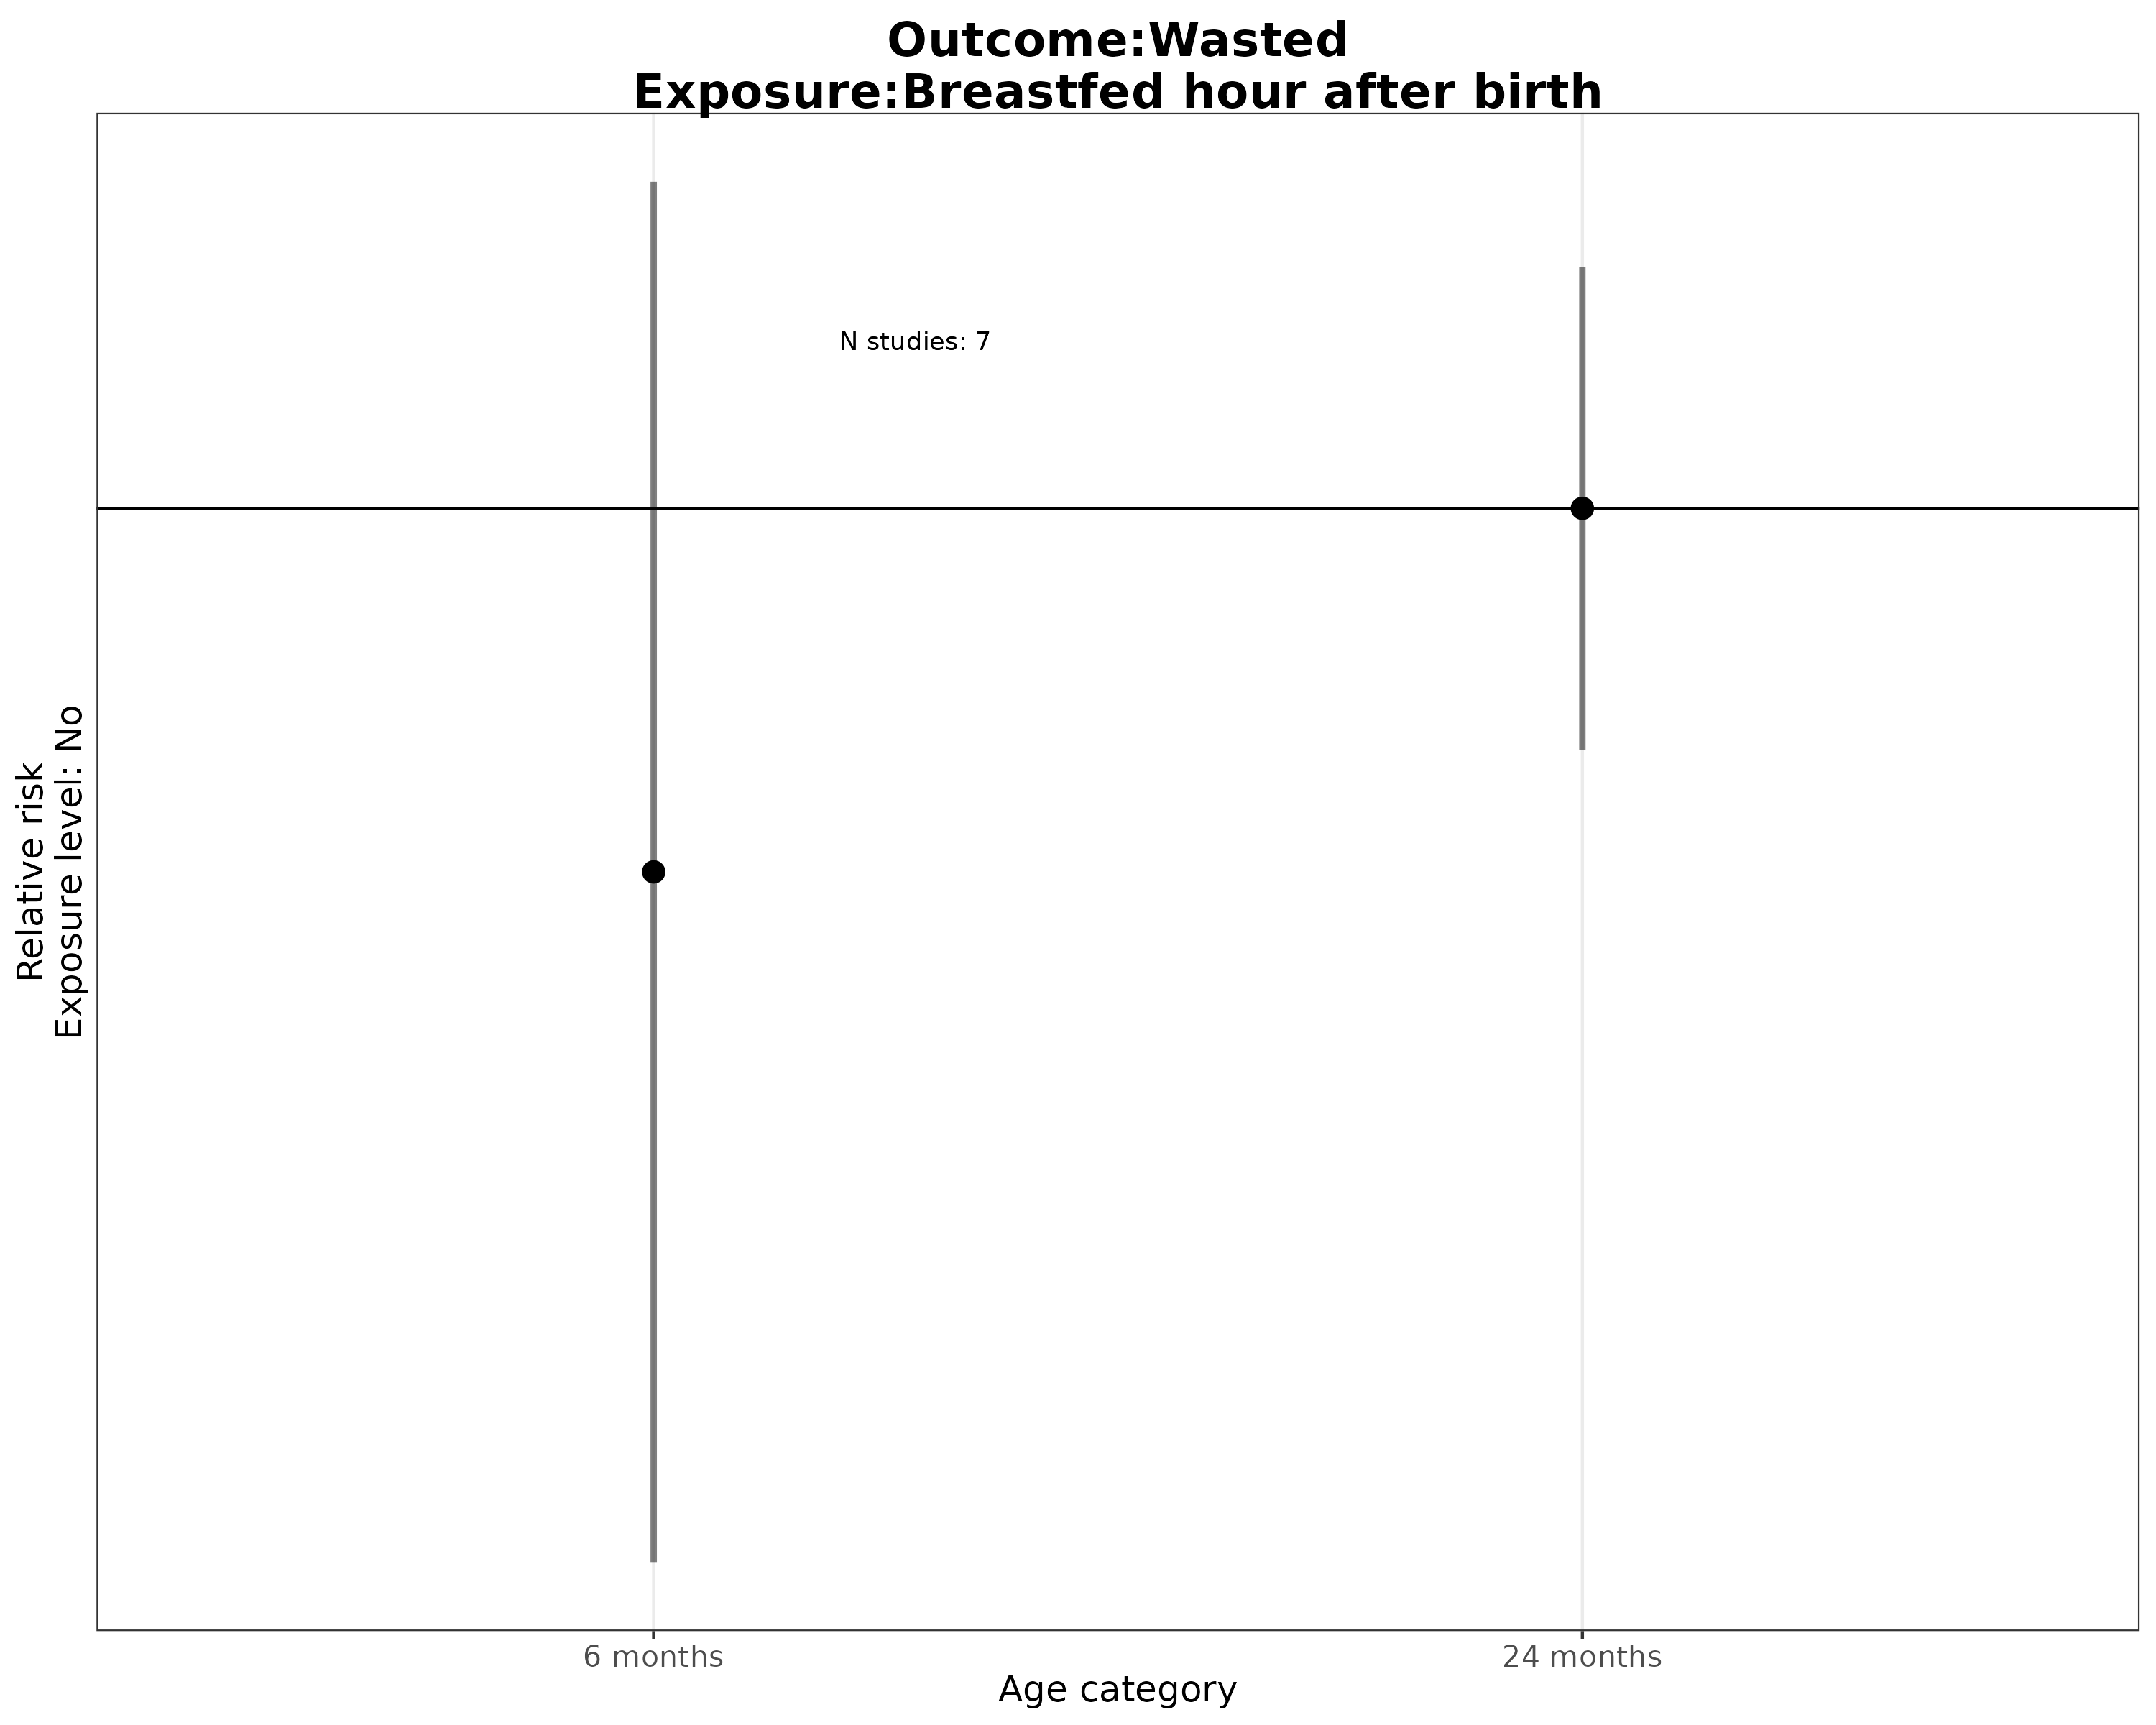 Outcome:Wasted
Exposure:Breastfed hour after birth
N studies: 7
Relative risk
Exposure level: No
6 months
24 months
Age category